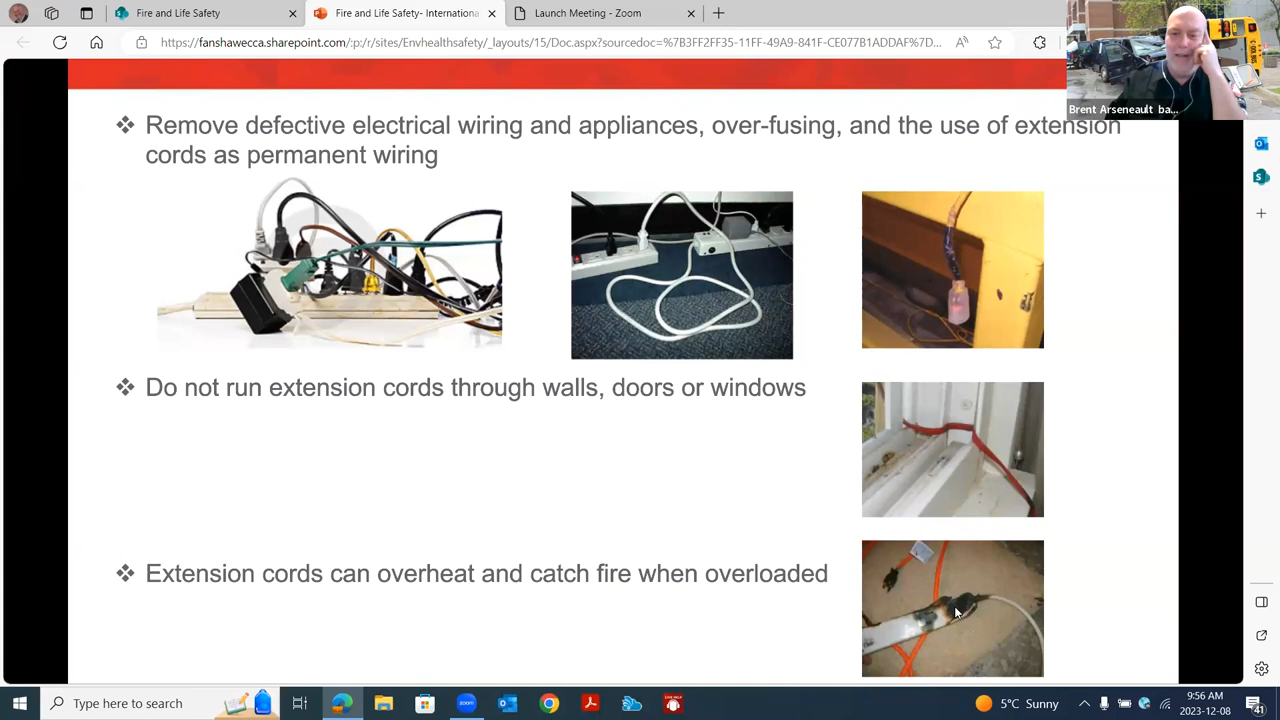 Fire and Life Safety
Fire and Life Safety- Internationa
Launch Meeting - Zoom
https://fanshawecca.sharepoint.com/:p:/r/sites/Envhealthsafety/_layouts/15/doc.aspx?sourcedoc=%7B3FF2FF35-11FF-49A9-841F-CE077B1ADDAF%7D...
Brent Arseneault ba...
❖ Remove defective electrical wiring and appliances, over-fusing, and the use of extension
cords as permanent wiring
❖ Do not run extension cords through walls, doors or windows
❖ Extension cords can overheat and catch fire when overloaded
Type here to search
zoom
5°C Sunny
9:56 AM
2023-12-08
41